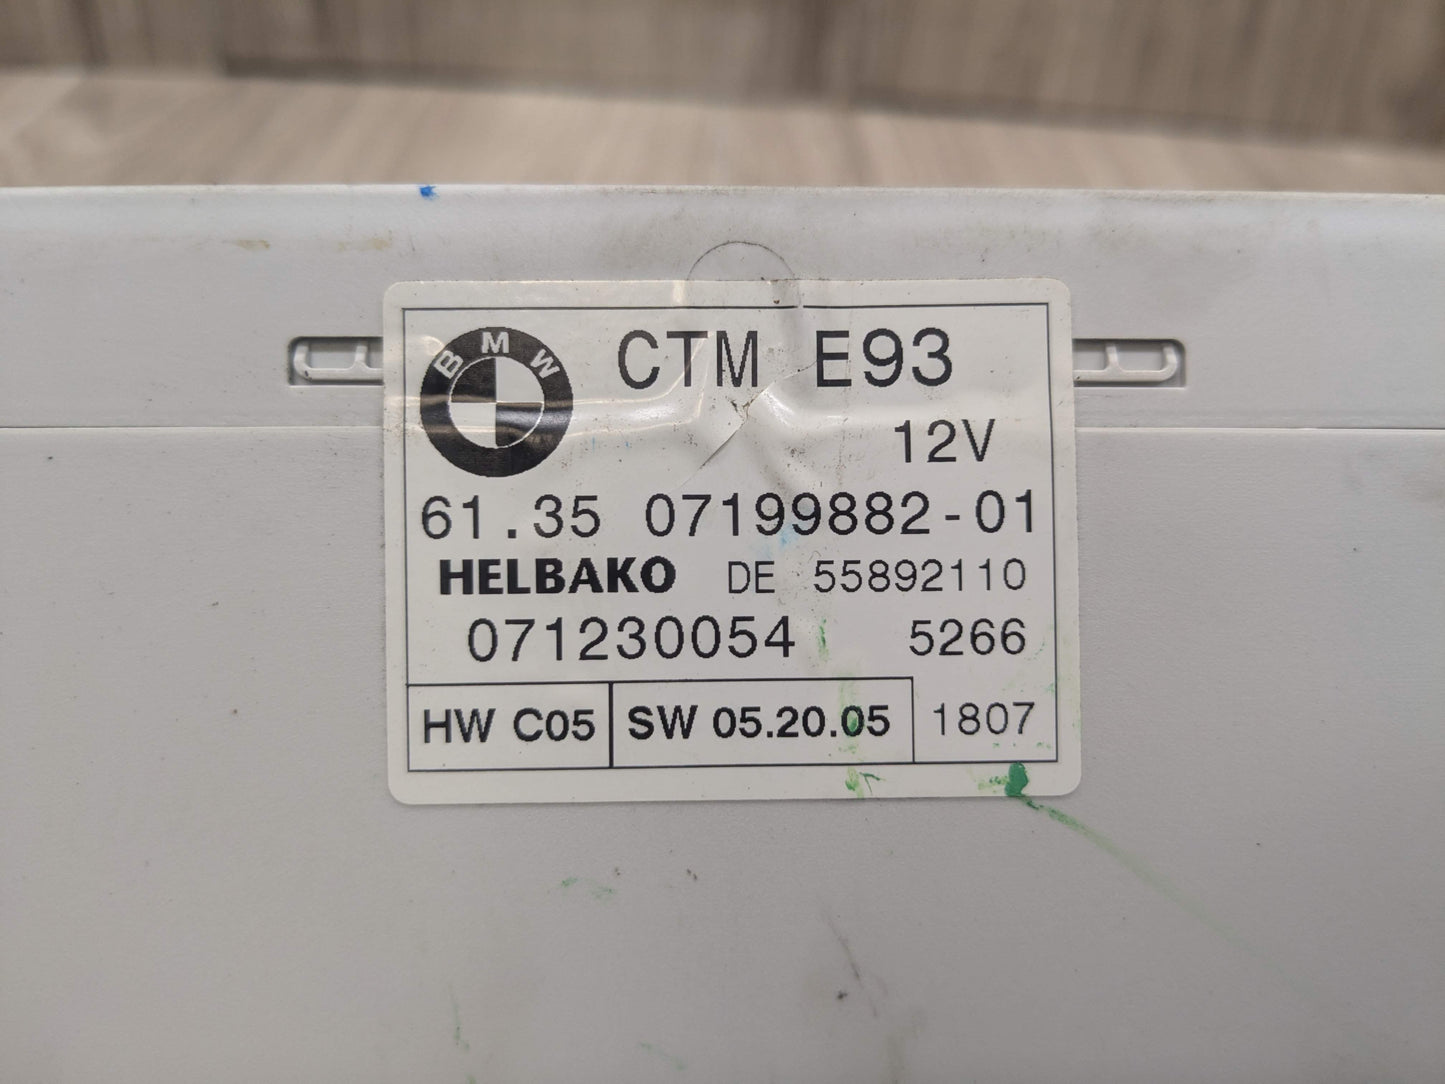 BMW
CTM E93
12V
61.35 07199882-01
HELBAKO DE 55892110
071230054 5266
HW C05 SW 05.20.05 1807